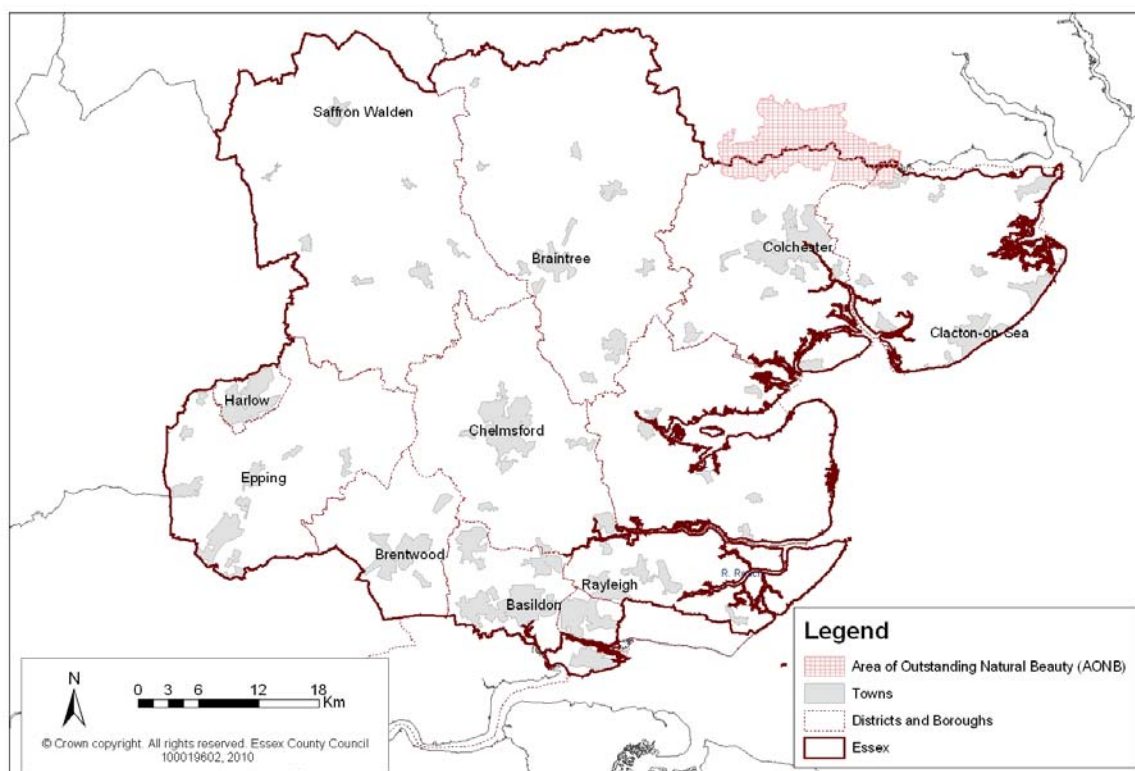 Saffron Walden
Braintree
Colchester
Clacton-on-Sea
Harlow
Chelmsford
Epping
Brentwood
Rayleigh
R. Roach
Basildon
Legend
Area of Outstanding Natural Beauty (AONB)
Towns
Districts and Boroughs
Essex
N
0 3 6 12 18
Km
© Crown copyright. All rights reserved. Essex County Council
100019602, 2010